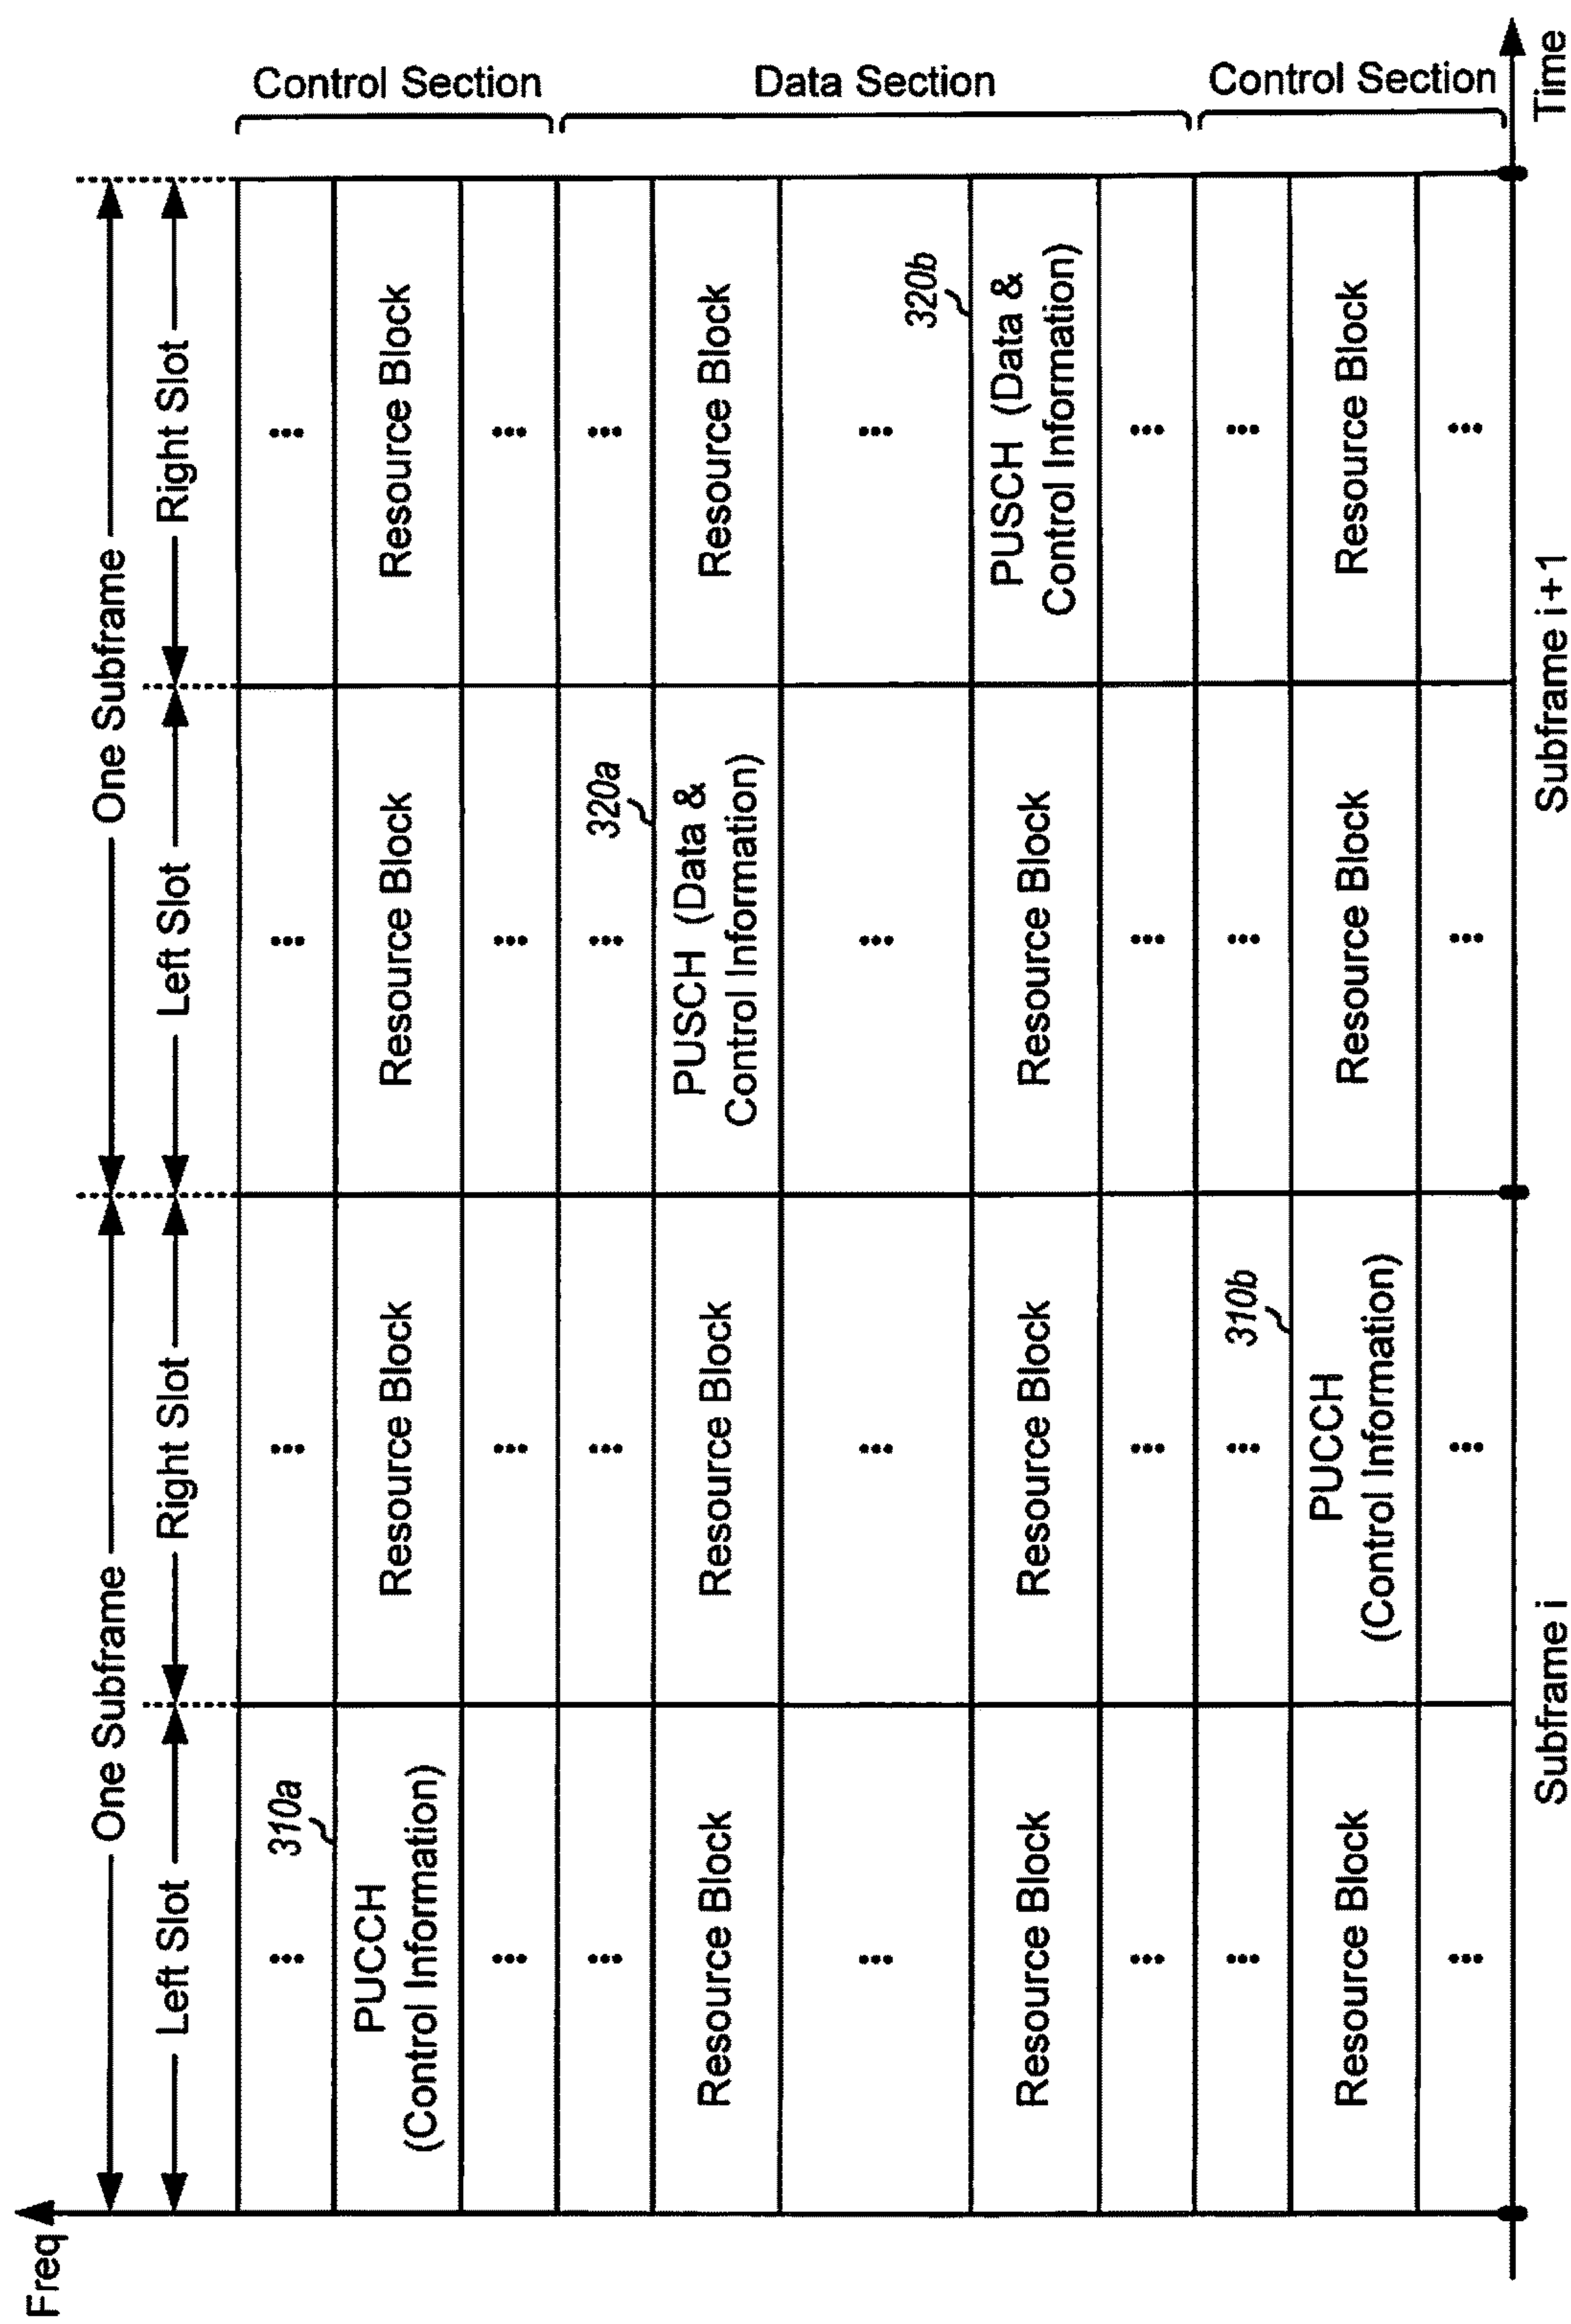 Freq
One Subframe
One Subframe
Left Slot
Right Slot
Left Slot
Right Slot
Control Section
Data Section
Control Section
310a
... ... ... ...
PUCCH
(Control Information)
Resource Block
Resource Block
Resource Block
... ... ... ...
320a
... ... ... ...
Resource Block
Resource Block
PUSCH (Data &
Control Information)
Resource Block
320b
... ... ... ...
Resource Block
Resource Block
Resource Block
PUSCH (Data &
Control Information)
... ... ... ...
310b
... ... ... ...
Resource Block
PUCCH
(Control Information)
Resource Block
Resource Block
... ... ... ...
Subframe i
Subframe i+1
Time